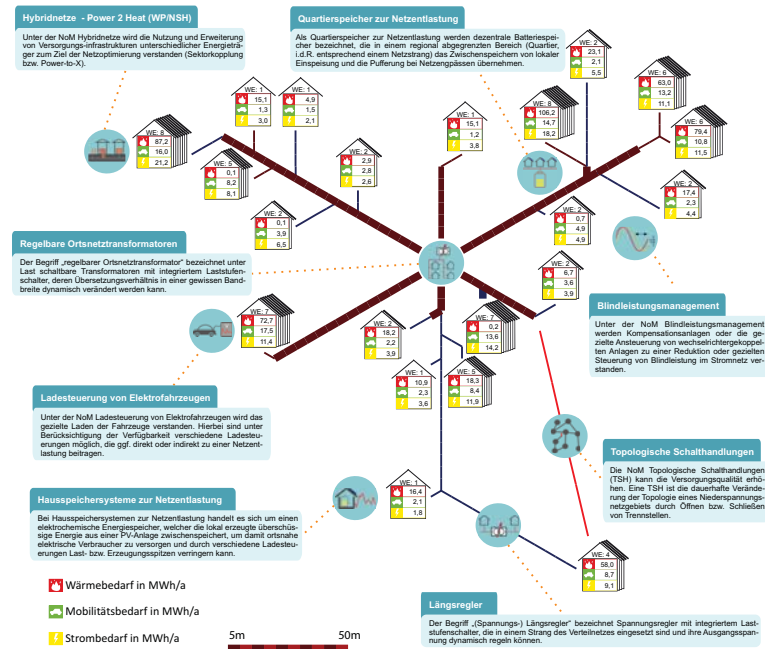 Hybridnetze - Power 2 Heat (WP/NSH)
Unter der NoM Hybridnetze wird die Nutzung und Erweiterung
von Versorgungs-infrastrukturen unterschiedlicher Energieträ-
ger zum Ziel der Netzoptimierung verstanden (Sektorkopplung
bzw. Power-to-X).
Quartierspeicher zur Netzentlastung
Als Quartierspeicher zur Netzentlastung werden dezentrale Batteriespei-
cher bezeichnet, die in einem regional abgegrenzten Bereich (Quartier,
i.d.R. entsprechend einem Netzstrang) das Zwischenspeichern von lokaler
Einspeisung und die Pufferung bei Netzengpässen übernehmen.
WE: 8
87,2
16,0
21,2
WE: 1
15,1
1,3
3,0
WE: 1
4,9
1,5
2,1
WE: 5
0,1
8,2
8,1
WE: 2
2,9
2,8
2,6
WE: 2
0,1
3,9
6,5
WE: 1
15,1
1,2
3,8
WE: 8
106,2
14,7
18,2
WE: 2
23,1
2,1
5,5
WE: 6
63,0
13,2
11,1
WE: 6
79,4
10,8
11,5
WE: 2
17,4
2,3
4,4
WE: 2
0,7
4,9
4,9
WE: 2
6,7
3,6
3,9
Regelbare Ortsnetztransformatoren
Der Begriff „regelbarer Ortsnetztransformator" bezeichnet unter
Last schaltbare Transformatoren mit integriertem Laststufen-
schalter, deren Übersetzungsverhältnis in einer gewissen Band-
breite dynamisch verändert werden kann.
Blindleistungsmanagement
Unter der NoM Blindleistungsmanagement
werden Kompensationsanlagen oder die ge-
zielte Ansteuerung von wechselrichtergekoppel-
ten Anlagen zu einer Reduktion oder gezielten
Steuerung von Blindleistung im Stromnetz ver-
standen.
WE: 7
72,7
17,5
11,4
WE: 2
18,2
2,2
3,9
WE: 7
0,2
13,6
14,2
WE: 1
10,9
2,3
3,6
WE: 5
18,3
8,4
11,9
Ladesteuerung von Elektrofahrzeugen
Unter der NoM Ladesteuerung von Elektrofahrzeugen wird das
gezielte Laden der Fahrzeuge verstanden. Hierbei sind unter
Berücksichtigung der Verfügbarkeit verschiedene Ladesteu-
erungen möglich, die ggf. direkt oder indirekt zu einer Netzent-
lastung beitragen.
Topologische Schalthandlungen
Die NoM Topologische Schalthandlungen
(TSH) kann die Versorgungsqualität erhö-
hen. Eine TSH ist die dauerhafte Verände-
rung der Topologie eines Niederspannungs-
netzgebiets durch Öffnen bzw. Schließen
von Trennstellen.
Hausspeichersysteme zur Netzentlastung
Bei Hausspeichersystemen zur Netzentlastung handelt es sich um einen
elektrochemische Energiespeicher, welcher die lokal erzeugte überschüs-
sige Energie aus einer PV-Anlage zwischenspeichert, um damit ortsnahe
elektrische Verbraucher zu versorgen und durch verschiedene Ladesteu-
erungen Last- bzw. Erzeugungsspitzen verringern kann.
WE: 1
16,4
2,1
1,8
WE: 4
58,0
8,7
9,1
Längsregler
Der Begriff „(Spannungs-) Längsregler" bezeichnet Spannungsregler mit integriertem Last-
stufenschalter, die in einem Strang des Verteilnetzes eingesetzt sind und ihre Ausgangsspan-
nung dynamisch regeln können.
Wärmebedarf in MWh/a
Mobilitätsbedarf in MWh/a
Strombedarf in MWh/a
5m 50m